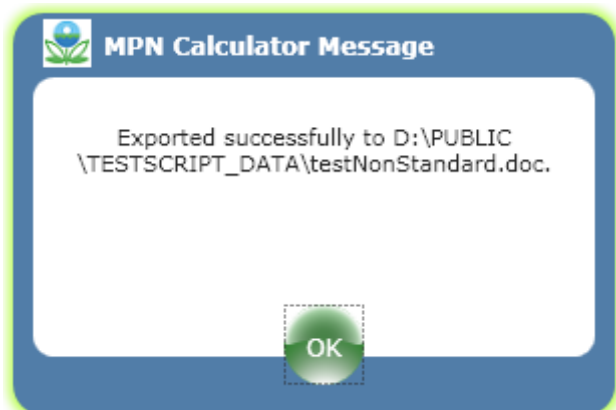 MPN Calculator Message
Exported successfully to D:\PUBLIC
\TESTSCRIPT_DATA\testNonStandard.doc.
OK